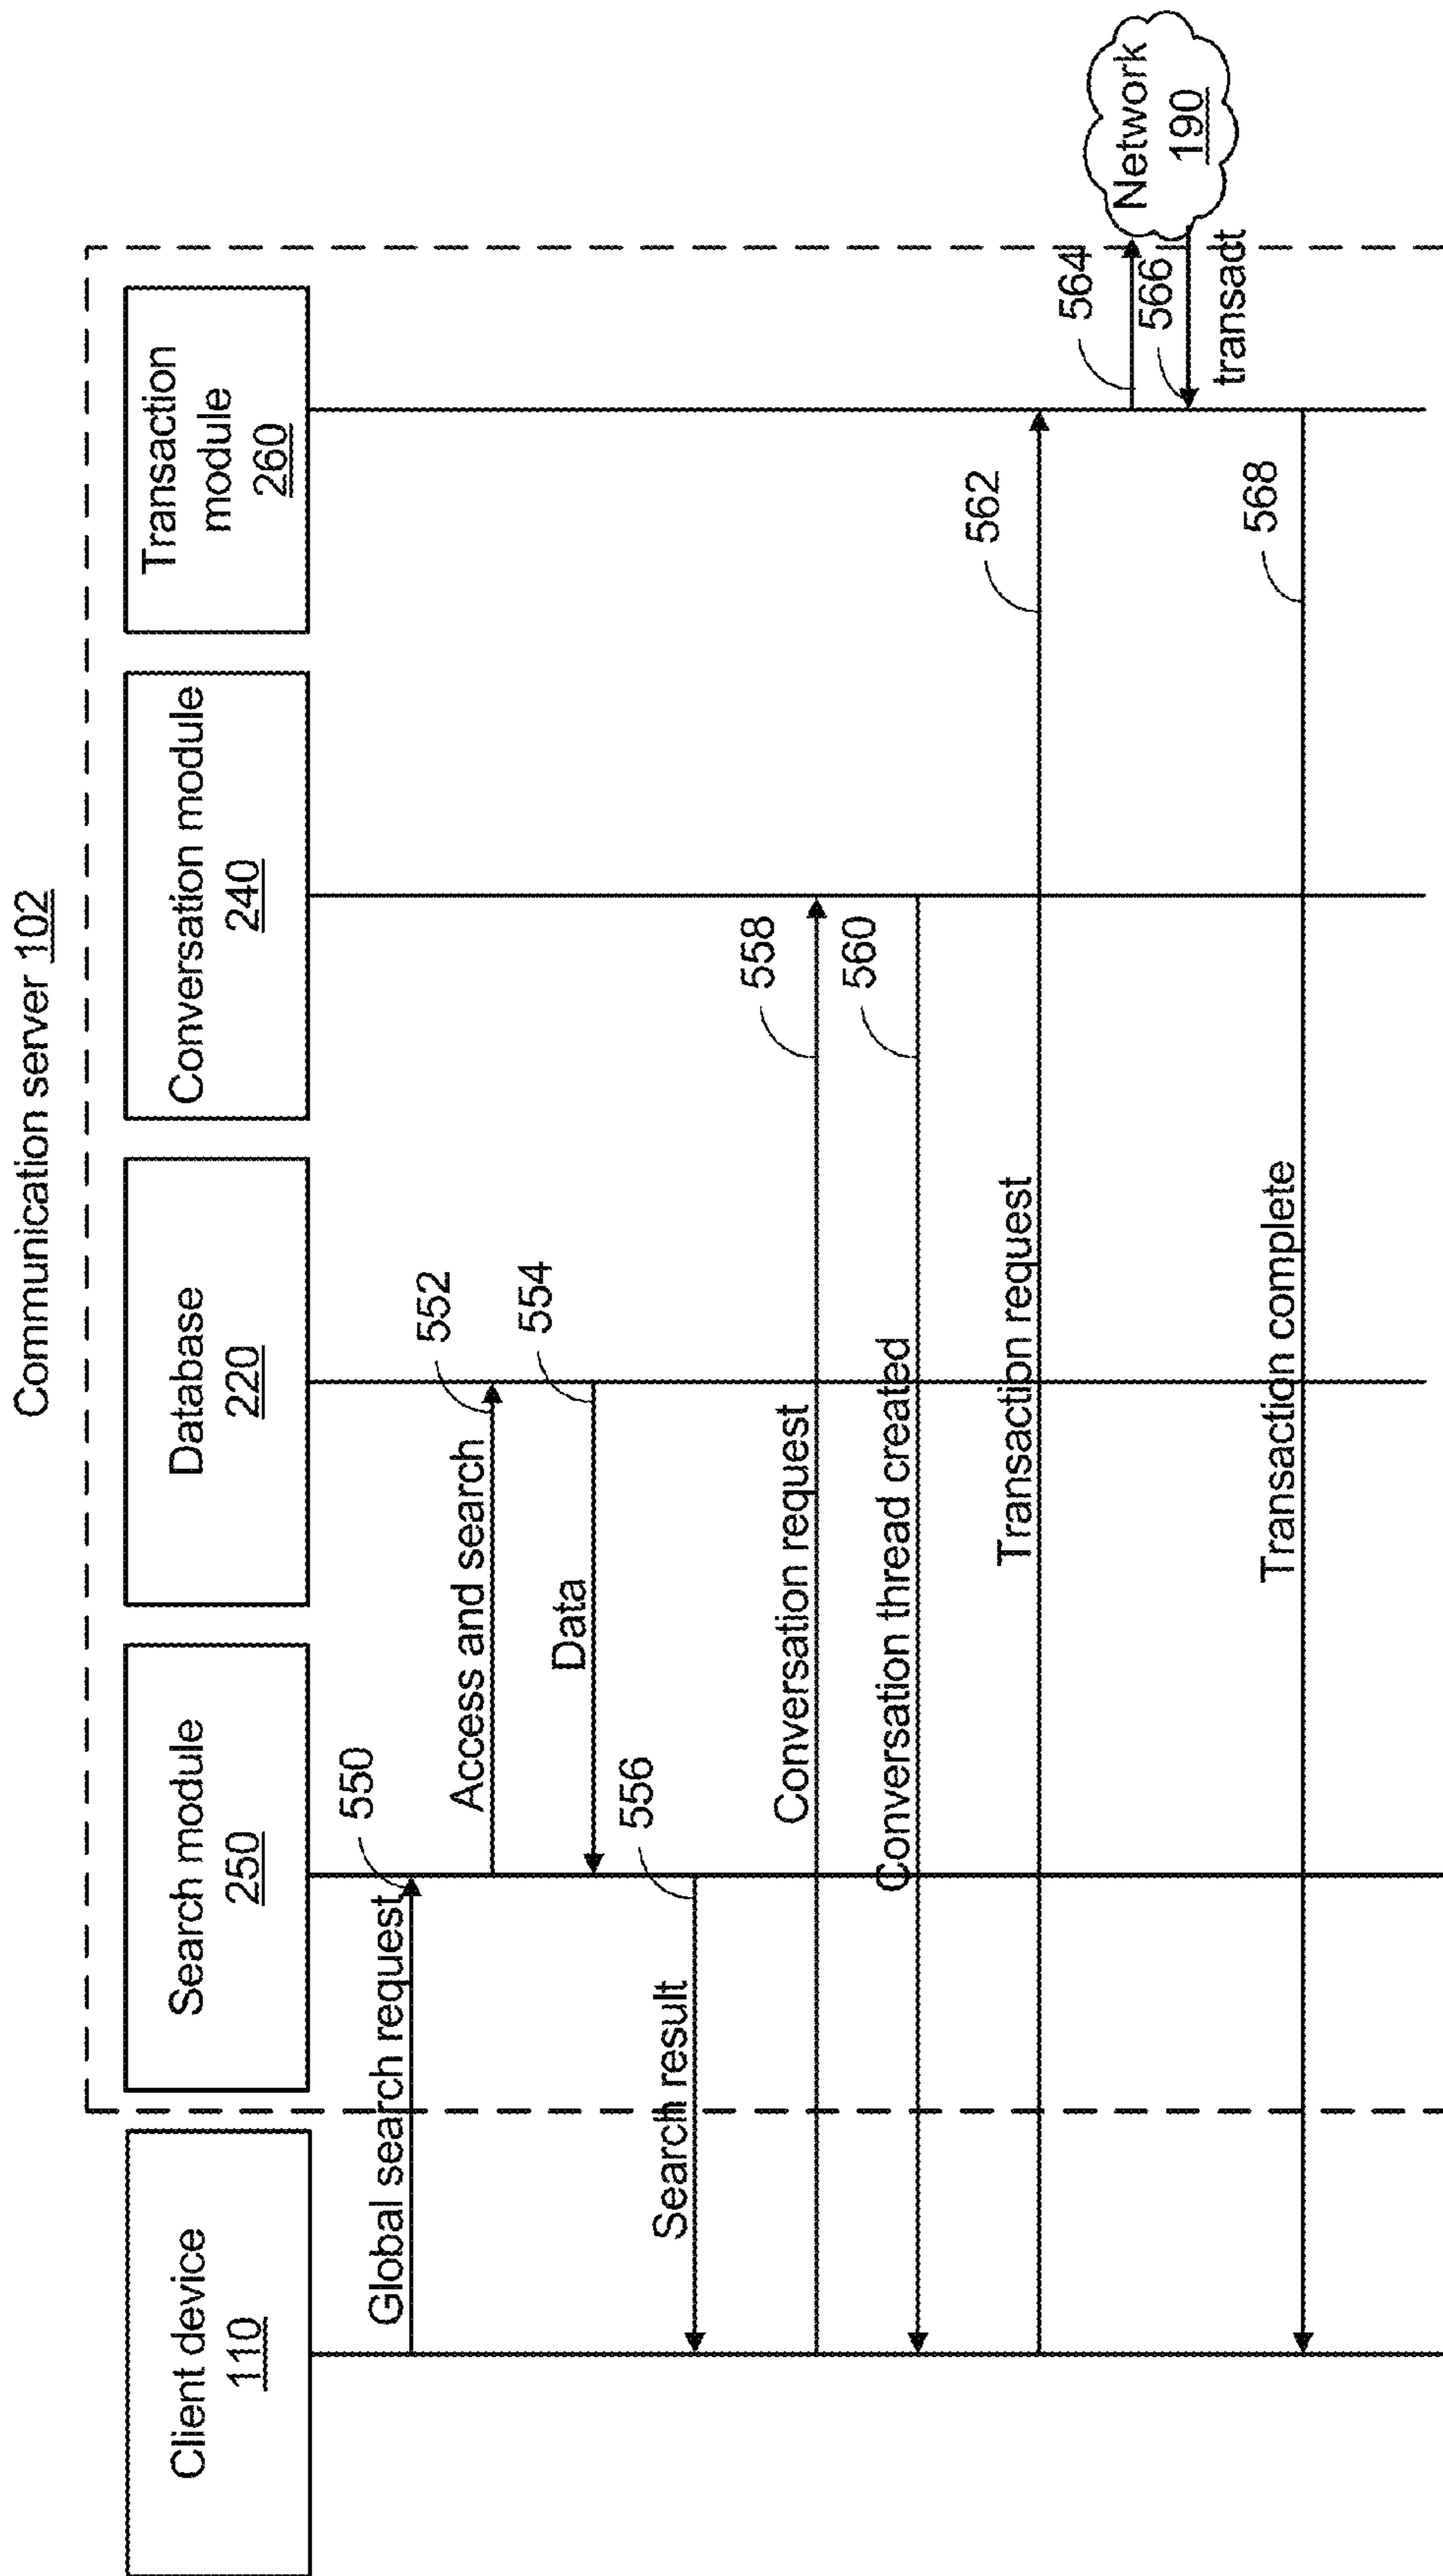 Communication server 102
Client device
110
Search module
250
Database
220
Conversation module
240
Transaction
module
260
Global search request
550
Access and search
552
Data
554
Search result
556
Conversation request
558
Conversation thread created
560
Transaction request
562
564
Network
190
566
transact
Transaction complete
568